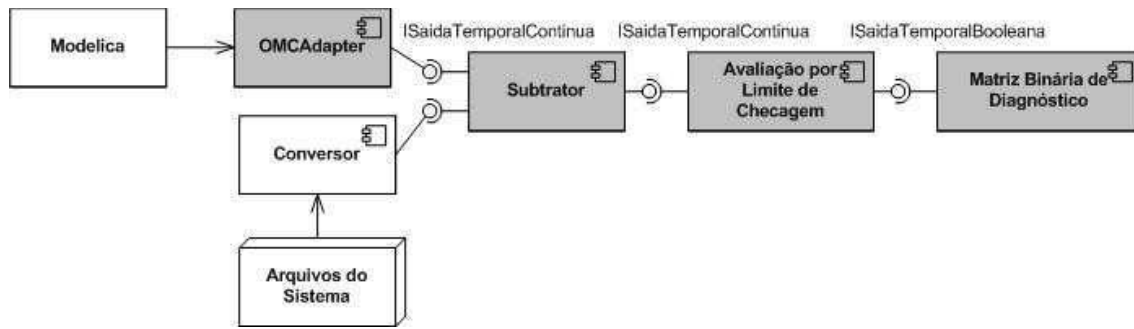 ISaidaTemporalContinua
ISaidaTemporalContinua
ISaidaTemporalBooleana
Modelica
OMCAdapter
Subtrator
Avaliação por
Limite de
Checagem
Matriz Binária de
Diagnóstico
Conversor
Arquivos do
Sistema